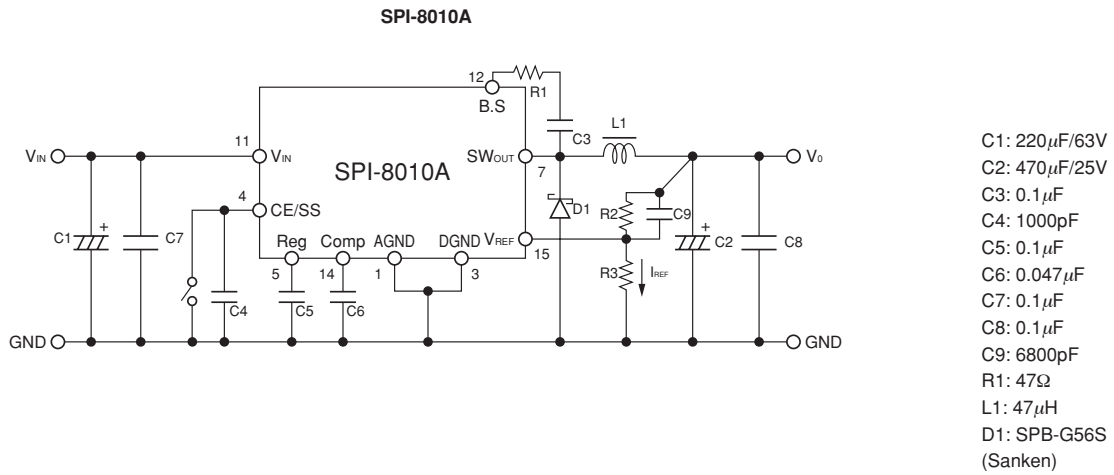 SPI-8010A
12
R1
B.S
C3
L1
11
VIN
VIN
SPI-8010A
SWOUT
7
V0
4
CE/SS
D1
R2
C9
C1
+
C7
Reg
Comp
AGND
DGND
VREF
15
+
C2
C8
5
14
1
3
R3
IREF
C4
C5
C6
GND
GND
C1: 220μF/63V
C2: 470μF/25V
C3: 0.1μF
C4: 1000pF
C5: 0.1μF
C6: 0.047μF
C7: 0.1μF
C8: 0.1μF
C9: 6800pF
R1: 47Ω
L1: 47μH
D1: SPB-G56S
(Sanken)